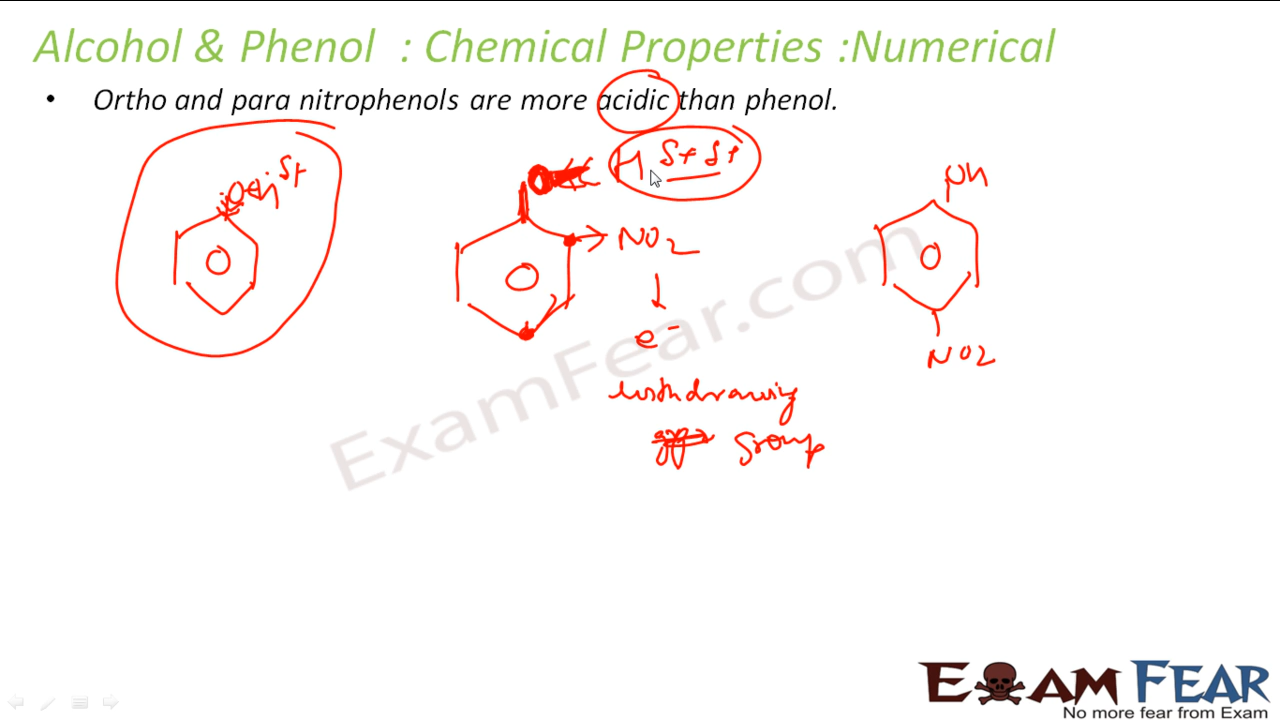 Alcohol & Phenol : Chemical Properties :Numerical
• Ortho and para nitrophenols are more acidic than phenol.
OH δ+
O H δ+ δ+
NO2
e-
withdrawing
group
OH
NO2
ExamFear.com
EXAM FEAR
No more fear from Exam